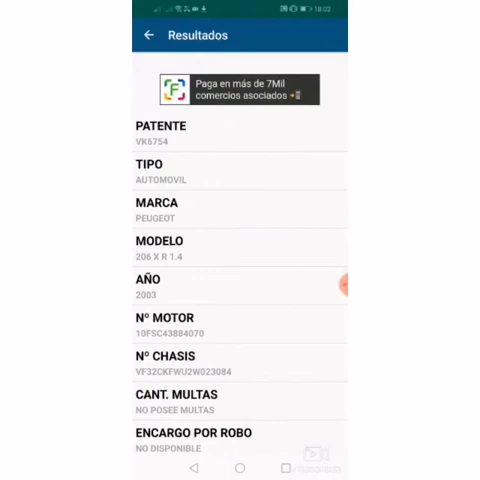 18:02
Resultados
F
Paga en más de 7Mil
comercios asociados
PATENTE
VK6754
TIPO
AUTOMOVIL
MARCA
PEUGEOT
MODELO
206 X R 1.4
AÑO
2003
Nº MOTOR
10FSC43884070
Nº CHASIS
VF32CKFWU2W023084
CANT. MULTAS
NO POSEE MULTAS
ENCARGO POR ROBO
NO DISPONIBLE